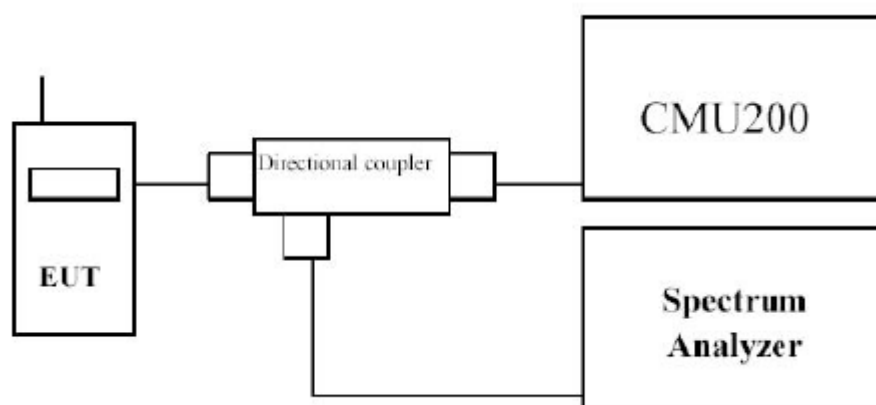 CMU200
Directional coupler
EUT
Spectrum
Analyzer